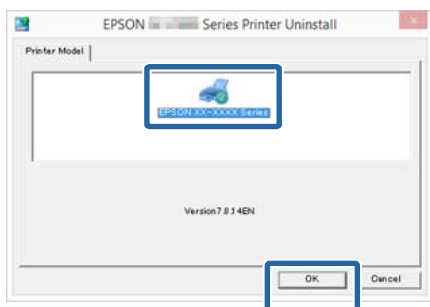 EPSON Series Printer Uninstall
Printer Model
EPSON XX-XXXX Series
Version7.8.14EN
OK Cancel